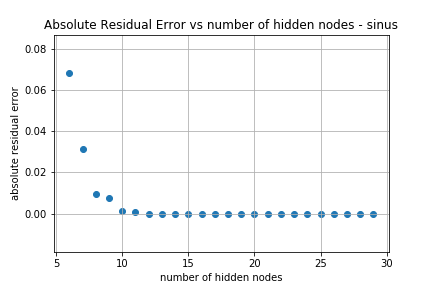 Absolute Residual Error vs number of hidden nodes - sinus
absolute residual error
0.08
0.06
0.04
0.02
0.00
5 10 15 20 25 30
number of hidden nodes